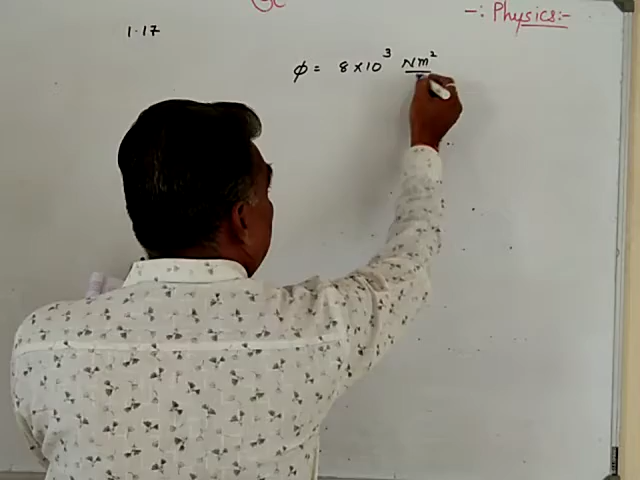 -: Physics:-
1.17
φ = 8×10³ Nm²